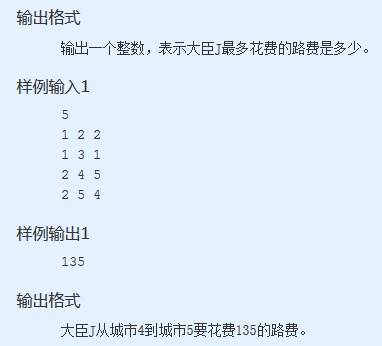 输出格式
输出一个整数，表示大臣J最多花费的路费是多少。
样例输入1
5
1 2 2
1 3 1
2 4 5
2 5 4
样例输出1
135
输出格式
大臣J从城市4到城市5要花费135的路费。